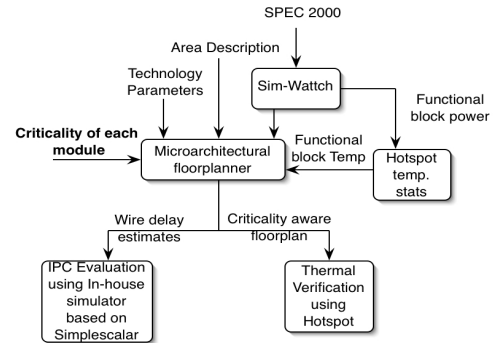 SPEC 2000
Area Description
Technology
Parameters
Sim-Wattch
Functional
block power
Criticality of each
module
Microarchitectural
floorplanner
Functional
block Temp
Hotspot
temp.
stats
Wire delay
estimates
Criticality aware
floorplan
IPC Evaluation
using In-house
simulator
based on
Simplescalar
Thermal
Verification
using
Hotspot